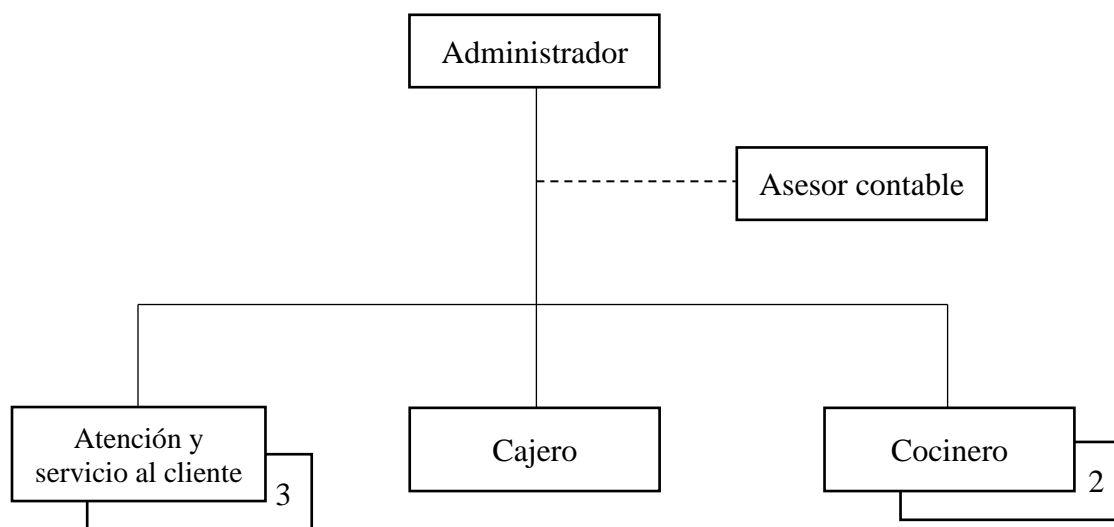 Administrador
Asesor contable
Atención y
servicio al cliente
3
Cajero
Cocinero
2